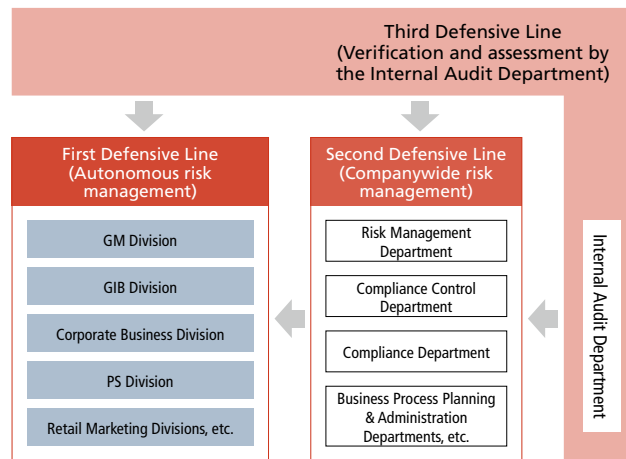 Third Defensive Line
(Verification and assessment by
the Internal Audit Department)
First Defensive Line
(Autonomous risk
management)
GM Division
GIB Division
Corporate Business Division
PS Division
Retail Marketing Divisions, etc.
Second Defensive Line
(Companywide risk
management)
Risk Management
Department
Compliance Control
Department
Compliance Department
Business Process Planning
& Administration
Departments, etc.
Internal Audit Department